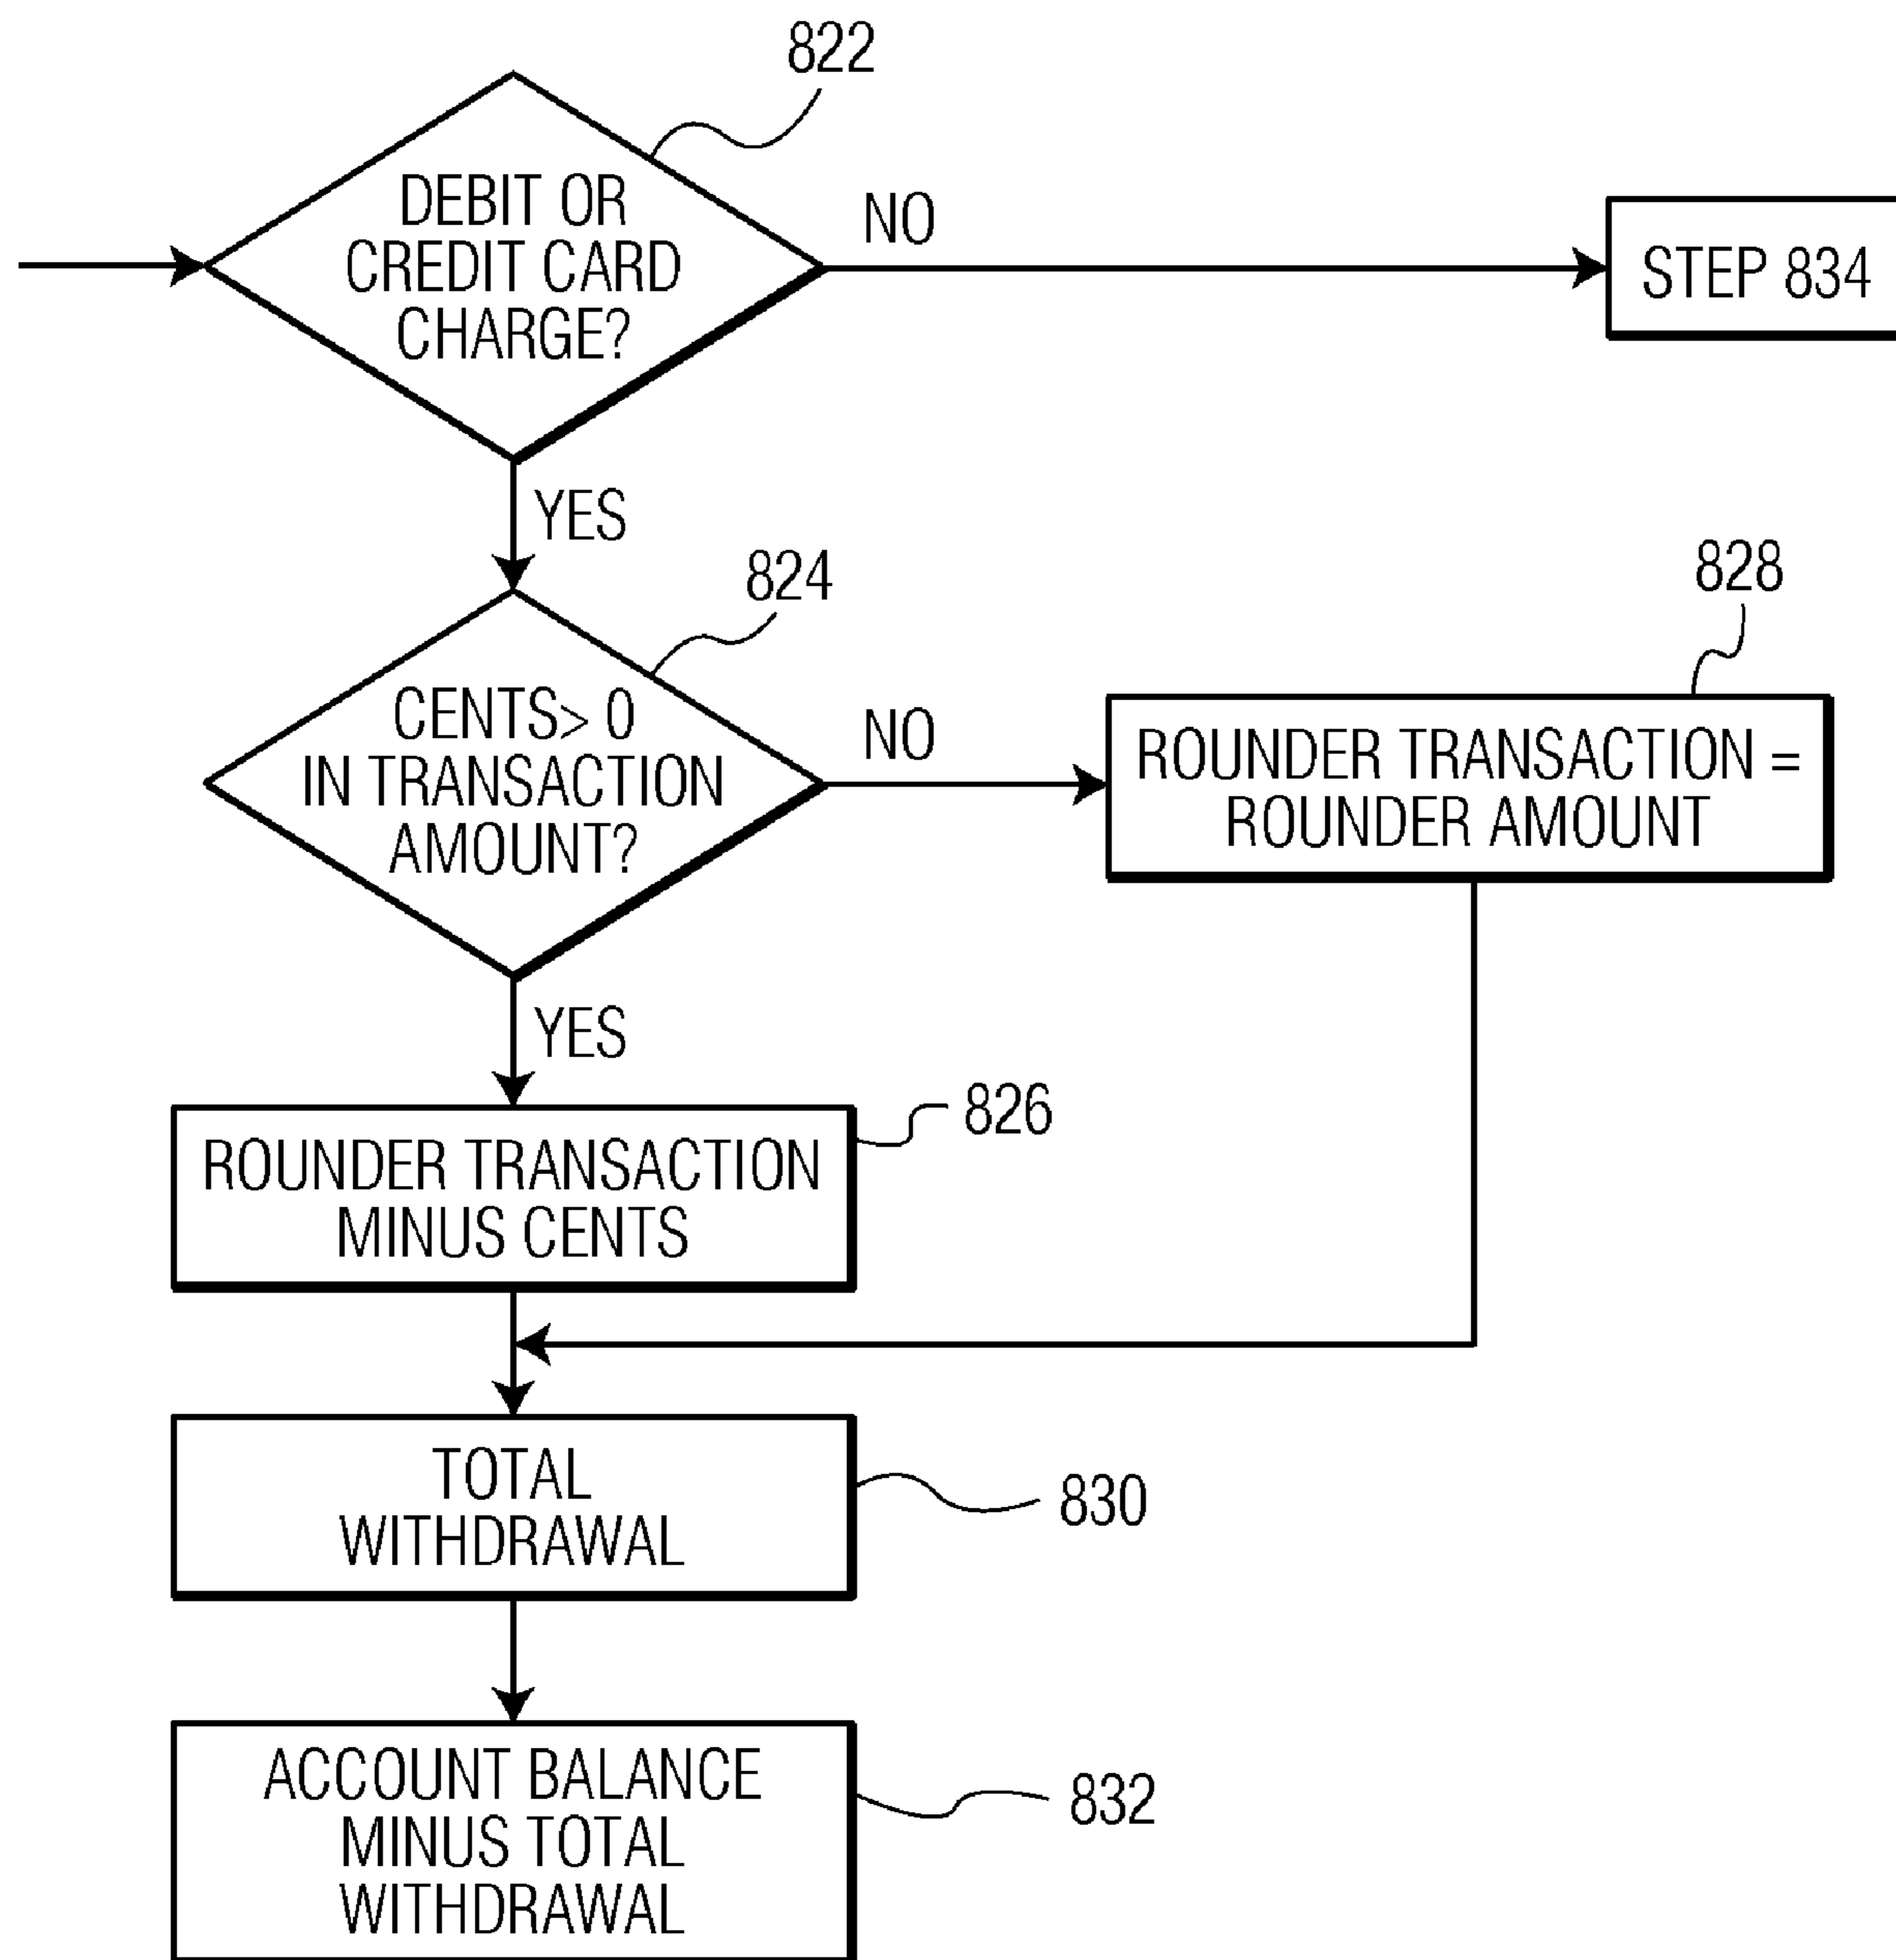 822
DEBIT OR
CREDIT CARD
CHARGE?
NO
STEP 834
YES
824
828
CENTS> 0
IN TRANSACTION
AMOUNT?
NO
ROUNDER TRANSACTION =
ROUNDER AMOUNT
YES
826
ROUNDER TRANSACTION
MINUS CENTS
TOTAL
WITHDRAWAL
830
ACCOUNT BALANCE
MINUS TOTAL
WITHDRAWAL
832